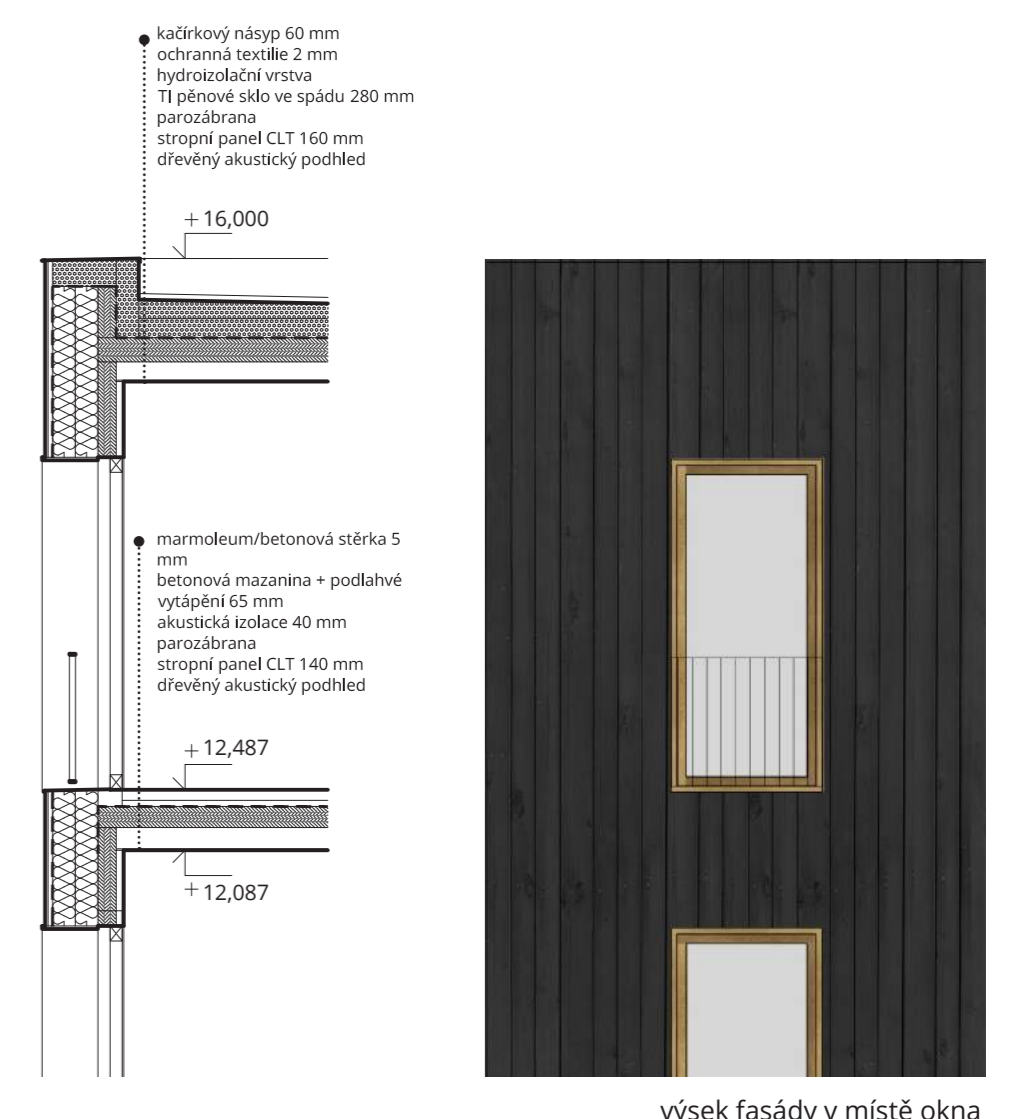 kačírkový násyp 60 mm
ochranná textilie 2 mm
hydroizolační vrstva
TI pěnové sklo ve spádu 280 mm
parozábrana
stropní panel CLT 160 mm
dřevěný akustický podhled
+16,000
marmoleum/betonová stěrka 5
mm
betonová mazanina + podlahvé
vytápění 65 mm
akustická izolace 40 mm
parozábrana
stropní panel CLT 140 mm
dřevěný akustický podhled
+12,487
+12,087
výsek fasády v místě okna